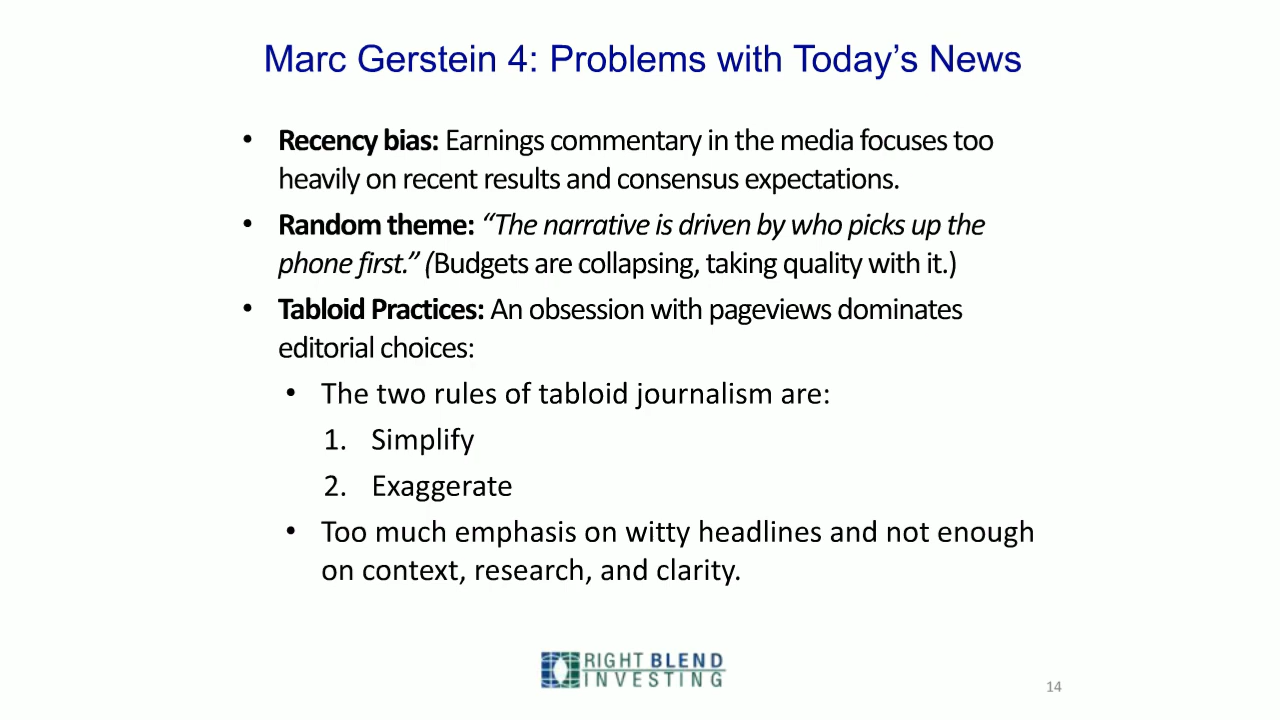 Marc Gerstein 4: Problems with Today’s News
• Recency bias: Earnings commentary in the media focuses too
heavily on recent results and consensus expectations.
• Random theme: “The narrative is driven by who picks up the
phone first.” (Budgets are collapsing, taking quality with it.)
• Tabloid Practices: An obsession with pageviews dominates
editorial choices:
• The two rules of tabloid journalism are:
1. Simplify
2. Exaggerate
• Too much emphasis on witty headlines and not enough
on context, research, and clarity.
RIGHT BLEND
INVESTING
14